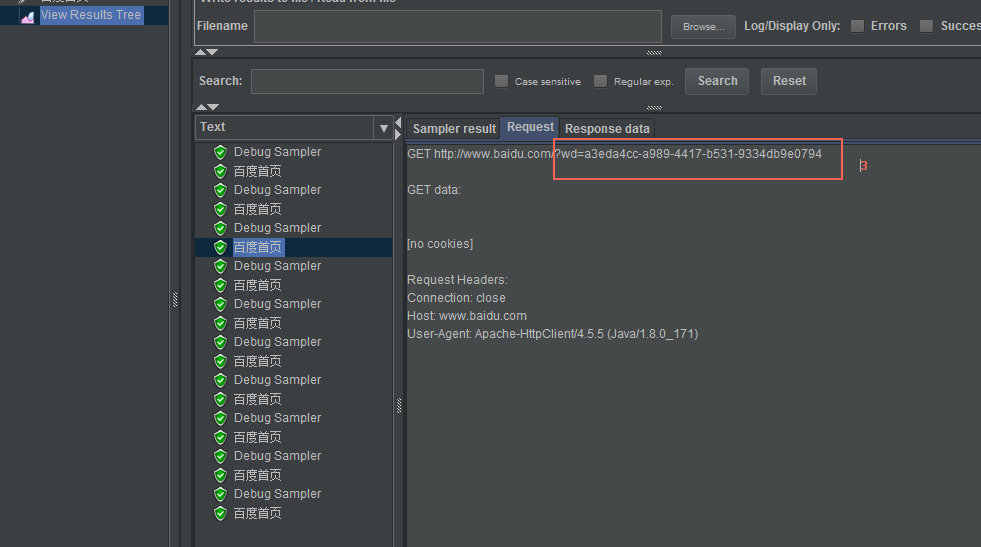 Write results to file / Read from file
View Results Tree
Filename
Browse...
Log/Display Only:
Errors
Succes
Search:
Case sensitive
Regular exp.
Search
Reset
Text
Sampler result
Request
Response data
Debug Sampler
百度首页
Debug Sampler
百度首页
Debug Sampler
百度首页
Debug Sampler
百度首页
Debug Sampler
百度首页
Debug Sampler
百度首页
Debug Sampler
百度首页
Debug Sampler
百度首页
Debug Sampler
百度首页
Debug Sampler
百度首页
GET http://www.baidu.com/?wd=a3eda4cc-a989-4417-b531-9334db9e0794
3
GET data:
[no cookies]
Request Headers:
Connection: close
Host: www.baidu.com
User-Agent: Apache-HttpClient/4.5.5 (Java/1.8.0_171)